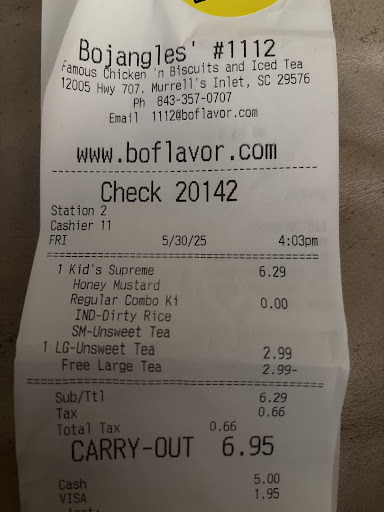 Bojangles' #1112
Famous Chicken 'n Biscuits and Iced Tea
12005 Hwy 707. Murrell's Inlet, SC 29576
Ph 843-357-0707
Email 1112@boflavor.com
www.boflavor.com
Check 20142
Station 2
Cashier 11
FRI 5/30/25 4:03pm
1 Kid's Supreme 6.29
Honey Mustard
Regular Combo Ki 0.00
IND-Dirty Rice
SM-Unsweet Tea
1 LG-Unsweet Tea 2.99
Free Large Tea 2.99-
Sub/Ttl 6.29
Tax 0.66
Total Tax 0.66
CARRY-OUT 6.95
Cash 5.00
VISA 1.95